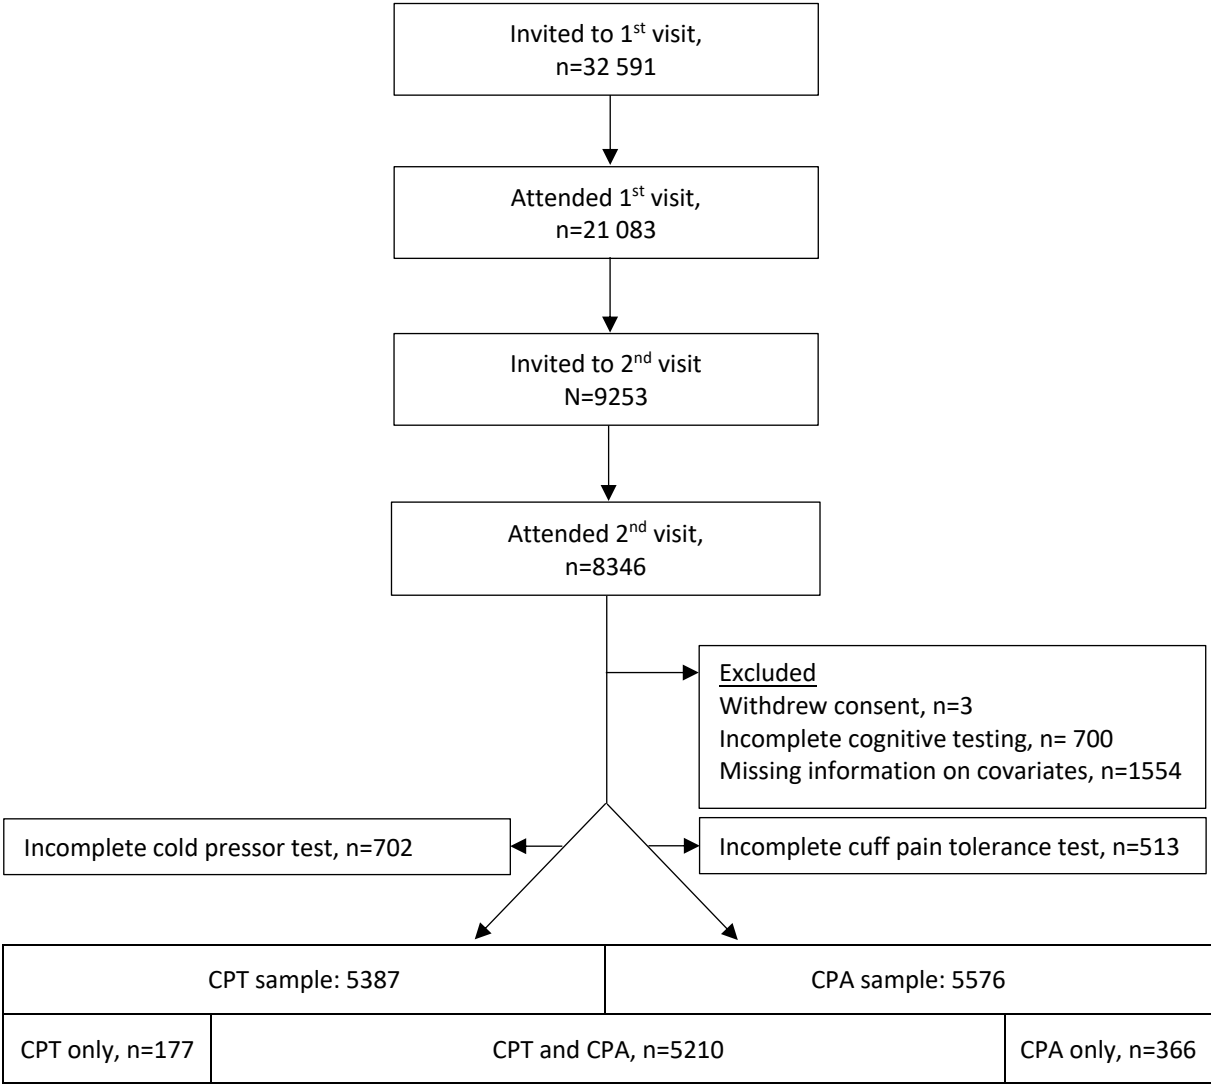 Invited to 1st visit,
n=32 591
Attended 1st visit,
n=21 083
Invited to 2nd visit
N=9253
Attended 2nd visit,
n=8346
Excluded
Withdrew consent, n=3
Incomplete cognitive testing, n= 700
Missing information on covariates, n=1554
Incomplete cold pressor test, n=702
Incomplete cuff pain tolerance test, n=513
CPT sample: 5387
CPA sample: 5576
CPT only, n=177
CPT and CPA, n=5210
CPA only, n=366